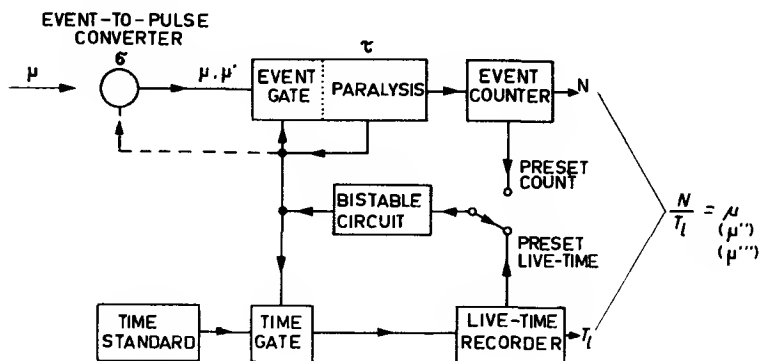 EVENT-TO-PULSE
CONVERTER
σ
μ
μ, μ'
τ
EVENT
GATE
PARALYSIS
EVENT
COUNTER
N
PRESET
COUNT
BISTABLE
CIRCUIT
PRESET
LIVE-TIME
N/T_l = μ
(μ'')
(μ''')
TIME
STANDARD
TIME
GATE
LIVE-TIME
RECORDER
T_l